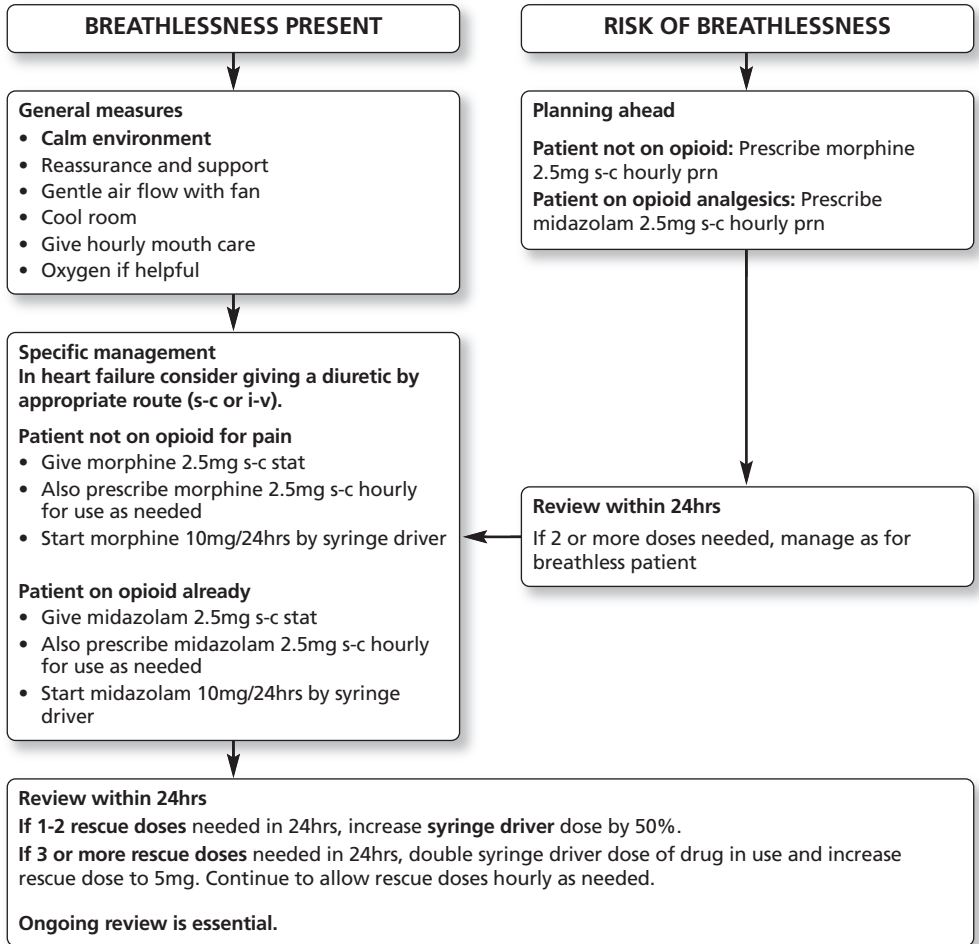 BREATHLESSNESS PRESENT
General measures
• Calm environment
• Reassurance and support
• Gentle air flow with fan
• Cool room
• Give hourly mouth care
• Oxygen if helpful
Specific management
In heart failure consider giving a diuretic by
appropriate route (s-c or i-v).
Patient not on opioid for pain
• Give morphine 2.5mg s-c stat
• Also prescribe morphine 2.5mg s-c hourly
for use as needed
• Start morphine 10mg/24hrs by syringe driver
Patient on opioid already
• Give midazolam 2.5mg s-c stat
• Also prescribe midazolam 2.5mg s-c hourly
for use as needed
• Start midazolam 10mg/24hrs by syringe
driver
RISK OF BREATHLESSNESS
Planning ahead
Patient not on opioid: Prescribe morphine
2.5mg s-c hourly prn
Patient on opioid analgesics: Prescribe
midazolam 2.5mg s-c hourly prn
Review within 24hrs
If 2 or more doses needed, manage as for
breathless patient
Review within 24hrs
If 1-2 rescue doses needed in 24hrs, increase syringe driver dose by 50%.
If 3 or more rescue doses needed in 24hrs, double syringe driver dose of drug in use and increase
rescue dose to 5mg. Continue to allow rescue doses hourly as needed.
Ongoing review is essential.